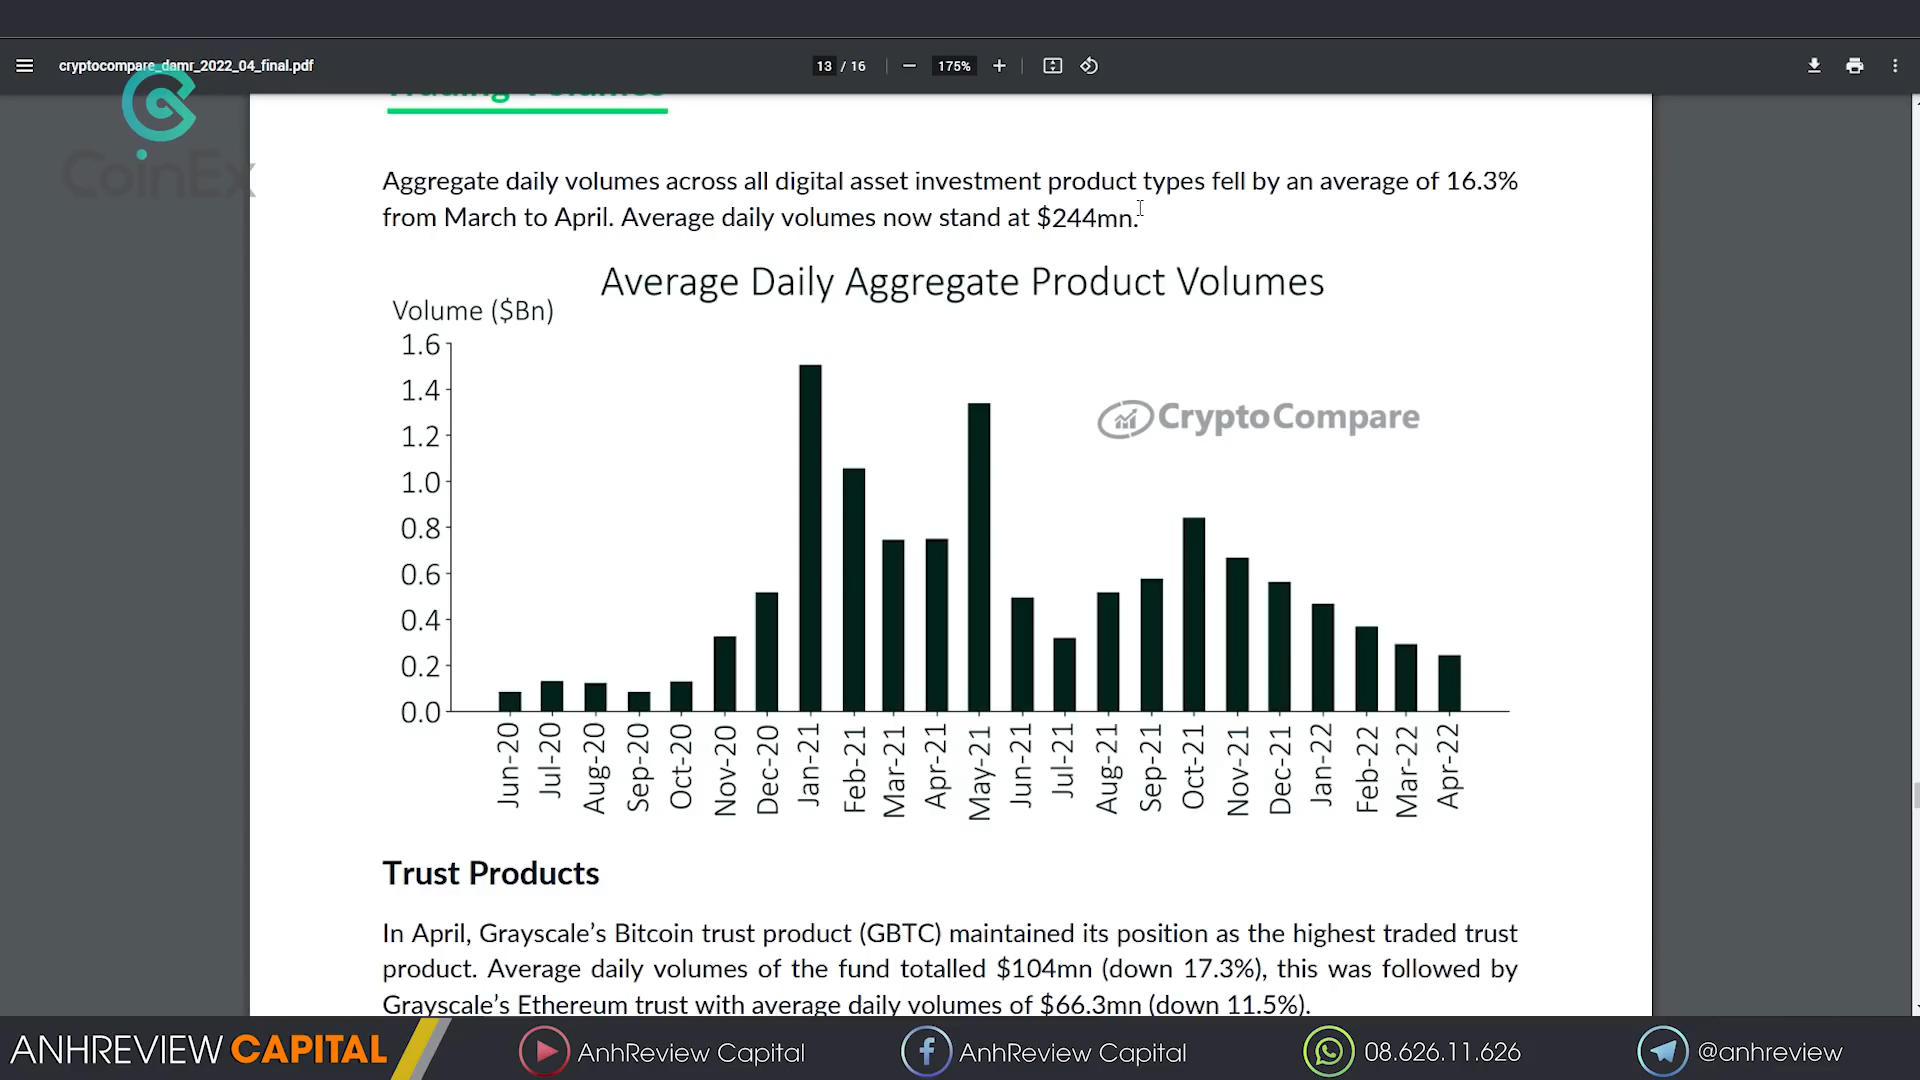 cryptocompare_damr_2022_04_final.pdf
13 / 16
175%
CoinEx
Trading Volumes
Aggregate daily volumes across all digital asset investment product types fell by an average of 16.3%
from March to April. Average daily volumes now stand at $244mn.
Average Daily Aggregate Product Volumes
Volume ($Bn)
1.6
1.4
1.2
1.0
0.8
0.6
0.4
0.2
0.0
CryptoCompare
Jun-20
Jul-20
Aug-20
Sep-20
Oct-20
Nov-20
Dec-20
Jan-21
Feb-21
Mar-21
Apr-21
May-21
Jun-21
Jul-21
Aug-21
Sep-21
Oct-21
Nov-21
Dec-21
Jan-22
Feb-22
Mar-22
Apr-22
Trust Products
In April, Grayscale’s Bitcoin trust product (GBTC) maintained its position as the highest traded trust
product. Average daily volumes of the fund totalled $104mn (down 17.3%), this was followed by
Grayscale’s Ethereum trust with average daily volumes of $66.3mn (down 11.5%).
ANHREVIEW CAPITAL
AnhReview Capital
AnhReview Capital
08.626.11.626
@anhreview